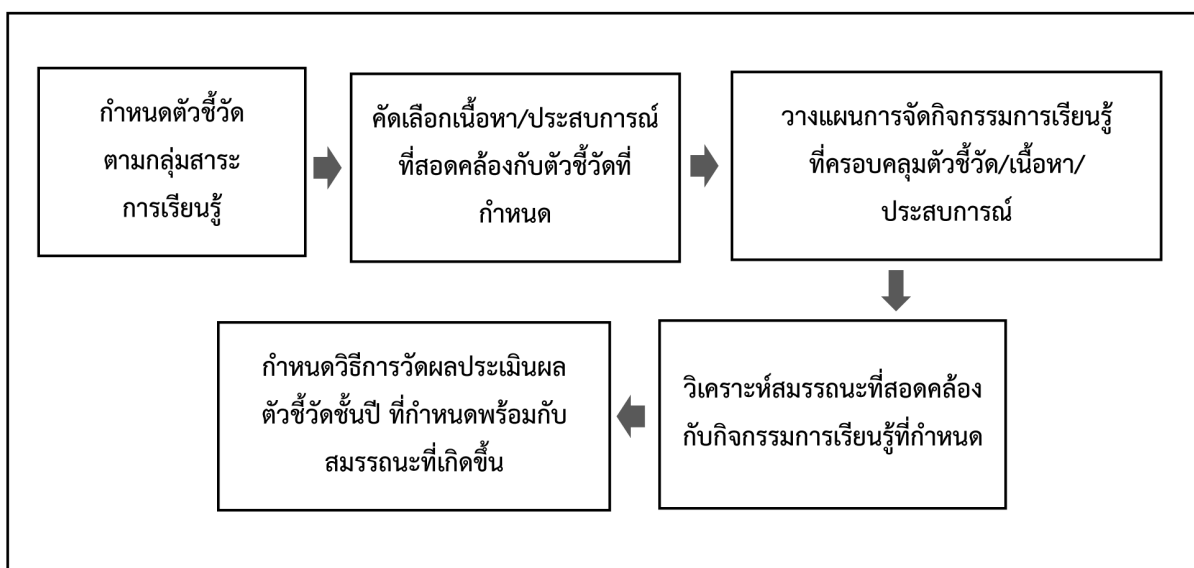 กำหนดตัวชี้วัด
ตามกลุ่มสาระ
การเรียนรู้
คัดเลือกเนื้อหา/ประสบการณ์
ที่สอดคล้องกับตัวชี้วัดที่
กำหนด
วางแผนการจัดกิจกรรมการเรียนรู้
ที่ครอบคลุมตัวชี้วัด/เนื้อหา/
ประสบการณ์
วิเคราะห์สมรรถนะที่สอดคล้อง
กับกิจกรรมการเรียนรู้ที่กำหนด
กำหนดวิธีการวัดผลประเมินผล
ตัวชี้วัดชั้นปี ที่กำหนดพร้อมกับ
สมรรถนะที่เกิดขึ้น